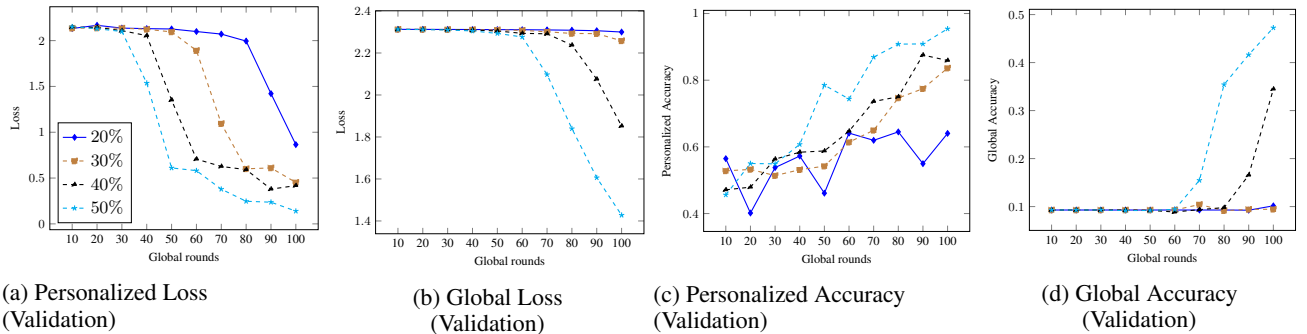 2
1.5
1
0.5
0
Loss
20%
30%
40%
50%
10 20 30 40 50 60 70 80 90 100
Global rounds
(a) Personalized Loss
(Validation)
2.4
2.2
2
1.8
1.6
1.4
Loss
10 20 30 40 50 60 70 80 90 100
Global rounds
(b) Global Loss
(Validation)
1
0.8
0.6
0.4
Personalized Accuracy
10 20 30 40 50 60 70 80 90 100
Global rounds
(c) Personalized Accuracy
(Validation)
0.5
0.4
0.3
0.2
0.1
Global Accuracy
10 20 30 40 50 60 70 80 90 100
Global rounds
(d) Global Accuracy
(Validation)